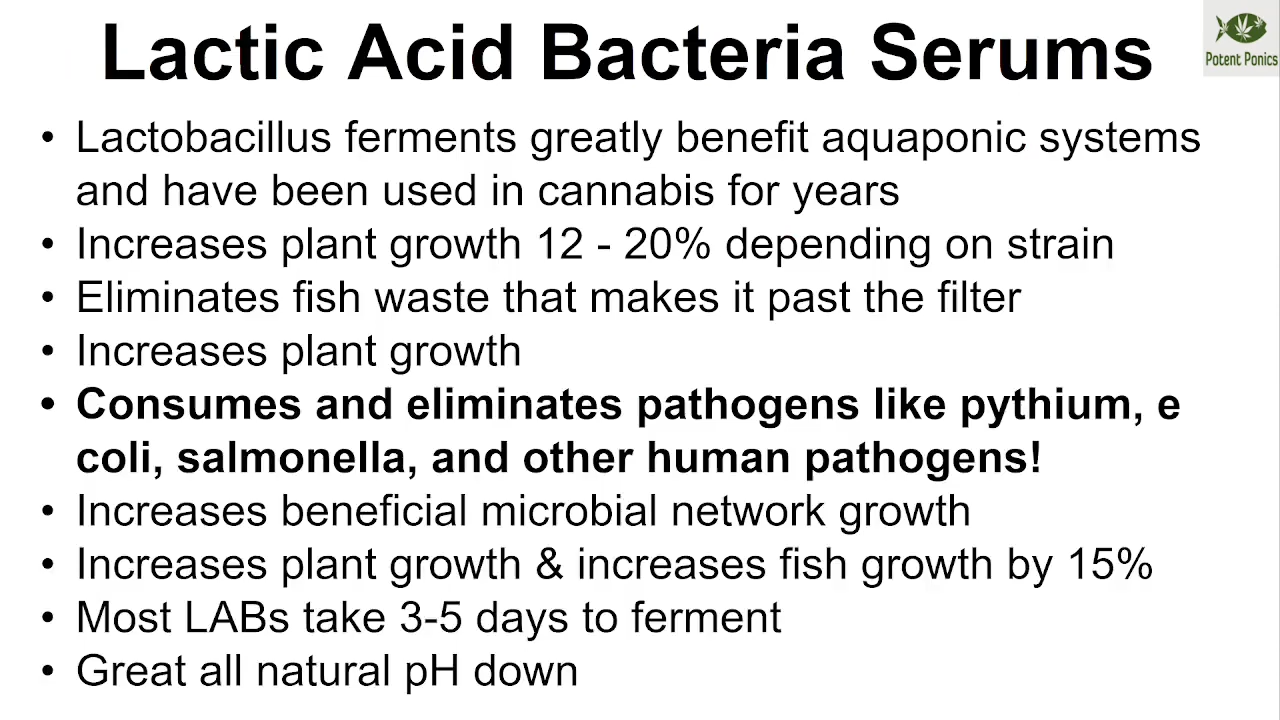 Lactic Acid Bacteria Serums
Potent Ponics
• Lactobacillus ferments greatly benefit aquaponic systems
and have been used in cannabis for years
• Increases plant growth 12 - 20% depending on strain
• Eliminates fish waste that makes it past the filter
• Increases plant growth
• Consumes and eliminates pathogens like pythium, e
coli, salmonella, and other human pathogens!
• Increases beneficial microbial network growth
• Increases plant growth & increases fish growth by 15%
• Most LABs take 3-5 days to ferment
• Great all natural pH down